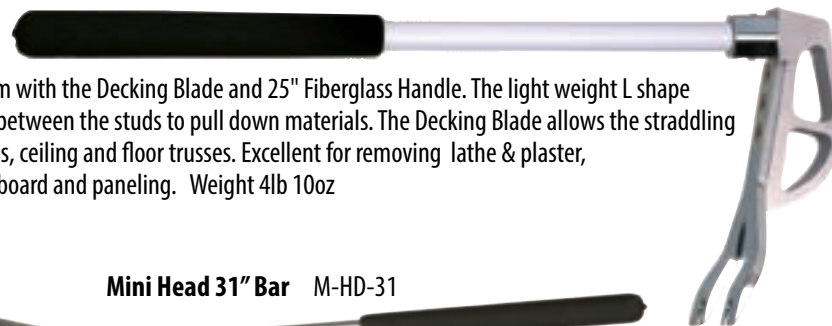 with the Decking Blade and 25" Fiberglass Handle. The light weight L shape
between the studs to pull down materials. The Decking Blade allows the straddling
ceiling and floor trusses. Excellent for removing lathe & plaster,
board and paneling. Weight 4lb 10oz
Mini Head 31” Bar M-HD-31